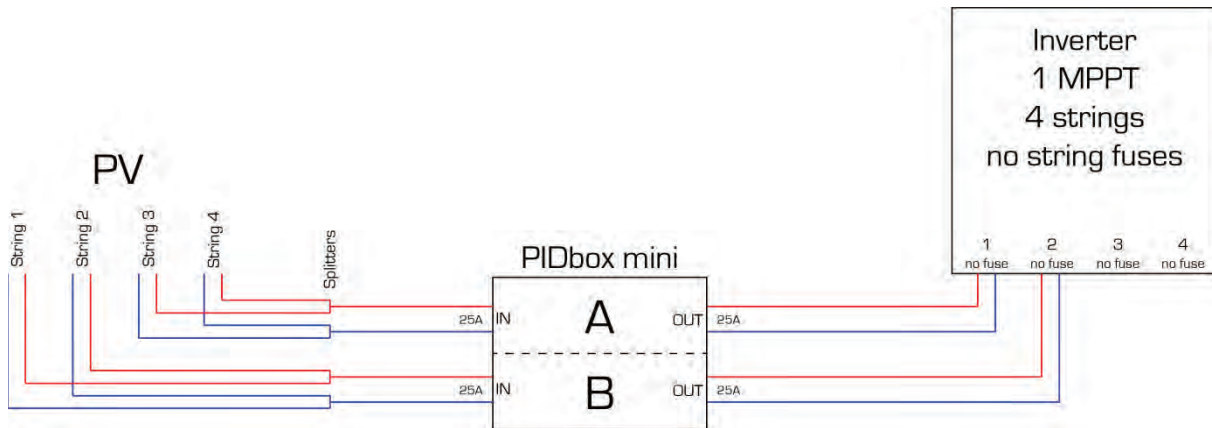 Inverter
1 MPPT
4 strings
no string fuses
PV
String 1
String 2
String 3
String 4
Splitters
1
2
3
4
no fuse
no fuse
no fuse
no fuse
PIDbox mini
25A
IN
A
OUT
25A
25A
IN
B
OUT
25A